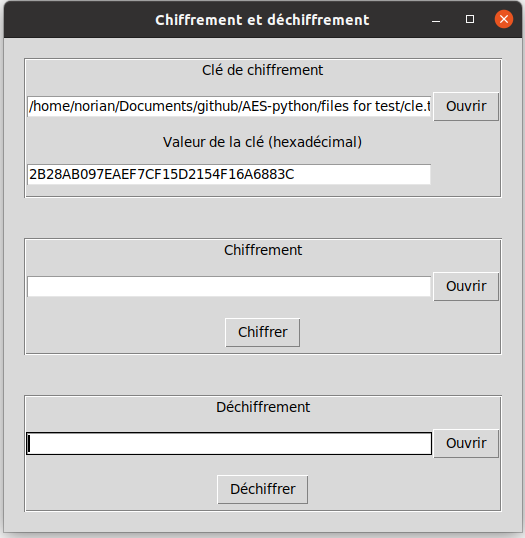 Chiffrement et déchiffrement
Clé de chiffrement
/home/norian/Documents/github/AES-python/files for test/cle.t
Ouvrir
Valeur de la clé (hexadécimal)
2B28AB097EAEF7CF15D2154F16A6883C
Chiffrement
Ouvrir
Chiffrer
Déchiffrement
Ouvrir
Déchiffrer